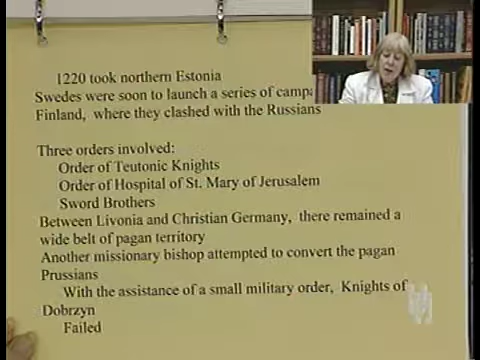 1220 took northern Estonia
Swedes were soon to launch a series of
Finland, where they clashed with the Russians
Three orders involved:
Order of Teutonic Knights
Order of Hospital of St. Mary of Jerusalem
Sword Brothers
Between Livonia and Christian Germany, there remained a
wide belt of pagan territory
Another missionary bishop attempted to convert the pagan
Prussians
With the assistance of a small military order, Knights of
Dobrzyn
Failed